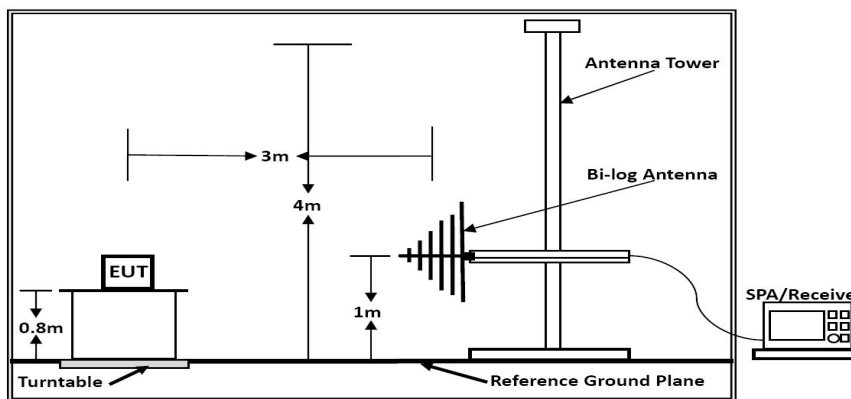 Antenna Tower
3m
Bi-log Antenna
4m
EUT
0.8m
1m
SPA/Receive
Turntable
Reference Ground Plane